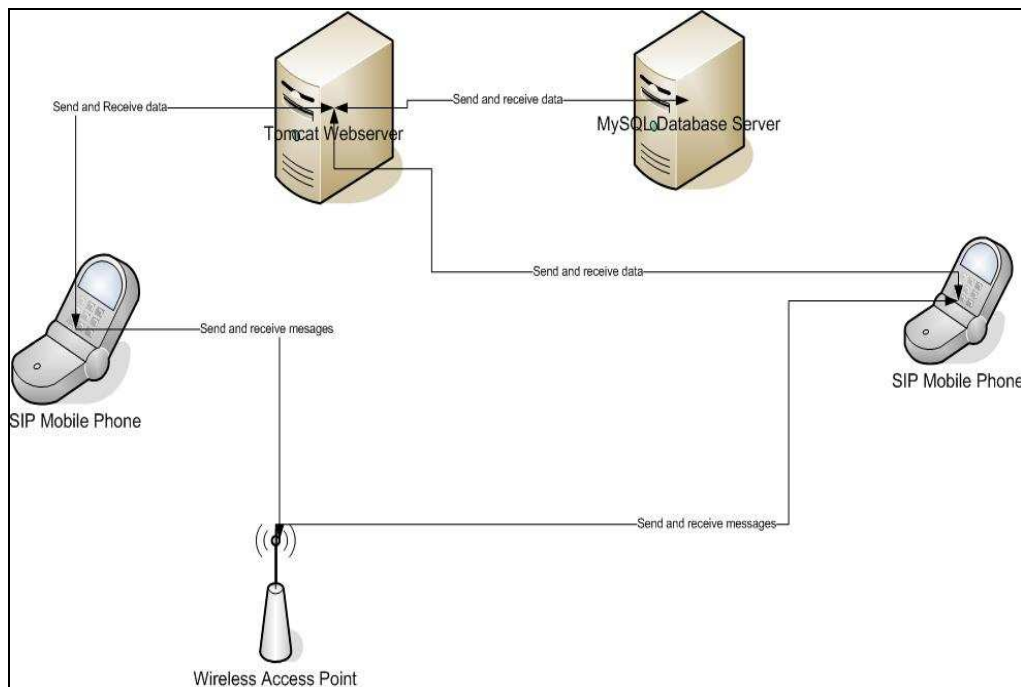 Send and Receive data
Send and receive data
Tomcat Webserver
MySQL Database Server
Send and receive data
Send and receive mesages
SIP Mobile Phone
SIP Mobile Phone
Send and receive messages
Wireless Access Point